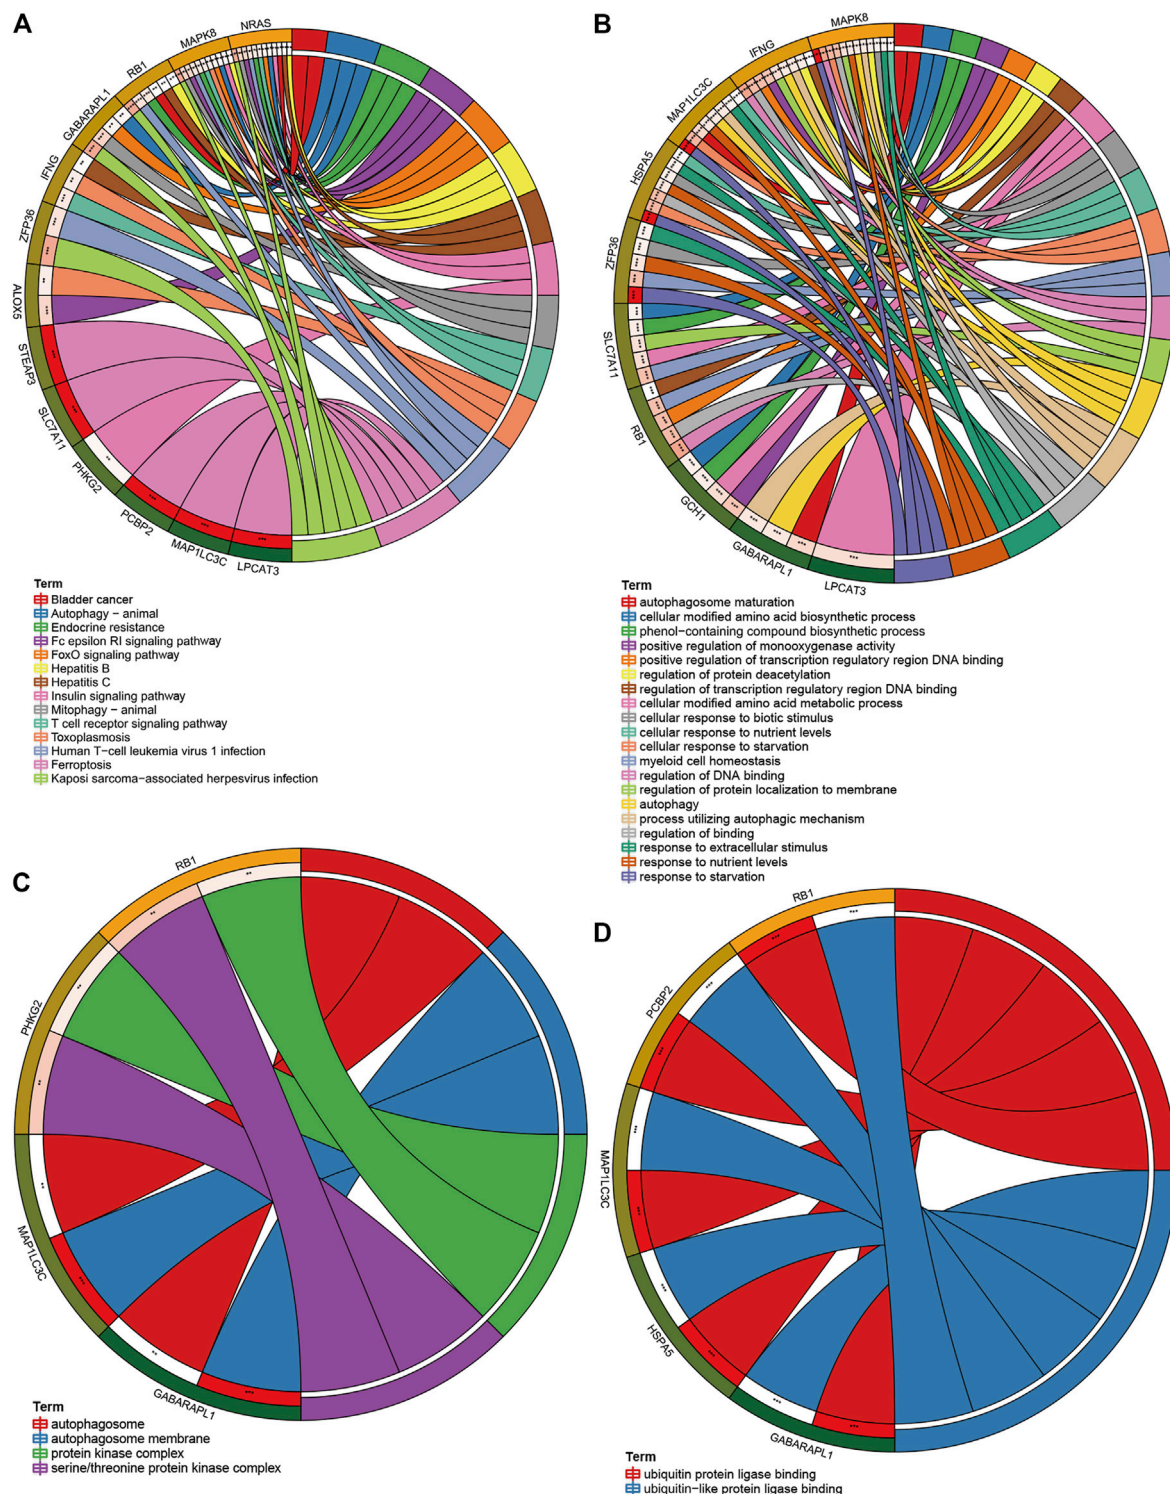 A
NRAS
MAPK8
RB1
GABARAPL1
IFNG
ZFP36
ALOX5
STEAP3
SLC7A11
PHKG2
PCBP2
MAP1LC3C
LPCAT3
Term
Bladder cancer
Autophagy − animal
Endocrine resistance
Fc epsilon RI signaling pathway
FoxO signaling pathway
Hepatitis B
Hepatitis C
Insulin signaling pathway
Mitophagy − animal
T cell receptor signaling pathway
Toxoplasmosis
Human T−cell leukemia virus 1 infection
Ferroptosis
Kaposi sarcoma−associated herpesvirus infection
B
MAPK8
IFNG
MAP1LC3C
HSPA5
ZFP36
SLC7A11
RB1
GCH1
GABARAPL1
LPCAT3
Term
autophagosome maturation
cellular modified amino acid biosynthetic process
phenol−containing compound biosynthetic process
positive regulation of monooxygenase activity
positive regulation of transcription regulatory region DNA binding
regulation of protein deacetylation
regulation of transcription regulatory region DNA binding
cellular modified amino acid metabolic process
cellular response to biotic stimulus
cellular response to nutrient levels
cellular response to starvation
myeloid cell homeostasis
regulation of DNA binding
regulation of protein localization to membrane
autophagy
process utilizing autophagic mechanism
regulation of binding
response to extracellular stimulus
response to nutrient levels
response to starvation
C
RB1
PHKG2
MAP1LC3C
GABARAPL1
Term
autophagosome
autophagosome membrane
protein kinase complex
serine/threonine protein kinase complex
D
RB1
PCBP2
MAP1LC3C
HSPA5
GABARAPL1
Term
ubiquitin protein ligase binding
ubiquitin−like protein ligase binding